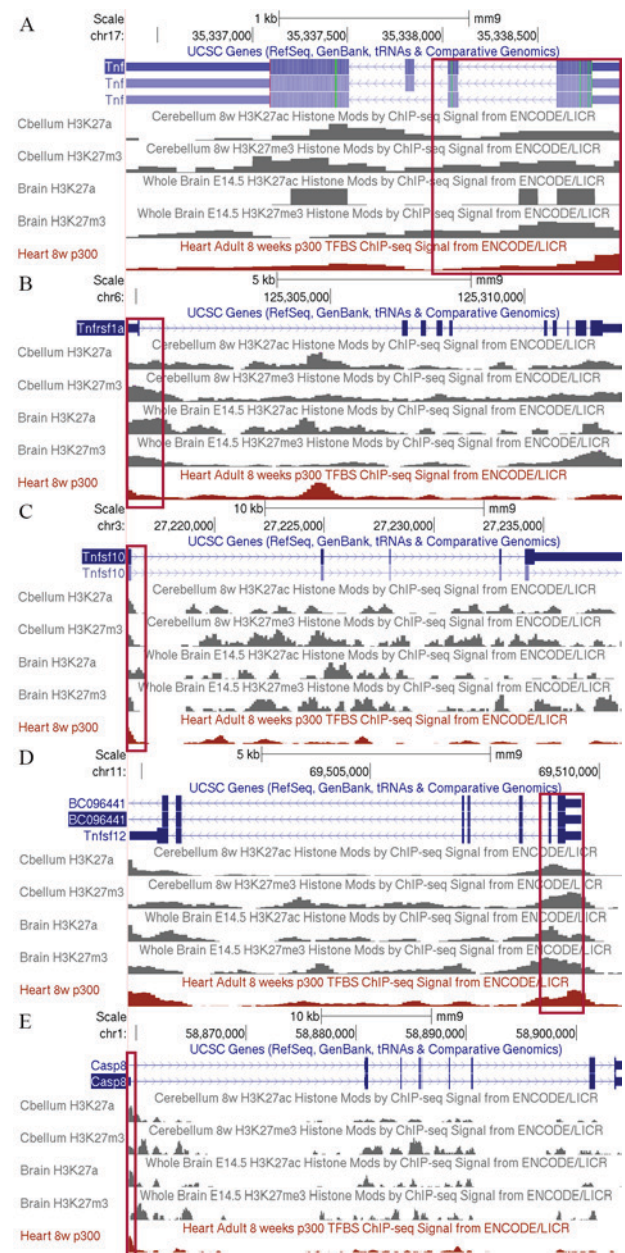 A
Scale 1 kb mm9
chr17: 35,337,000 35,337,500 35,338,000 35,338,500
UCSC Genes (RefSeq, GenBank, tRNAs & Comparative Genomics)
Tnf
Tnf
Tnf
Cerebellum 8w H3K27ac Histone Mods by ChIP-seq Signal from ENCODE/LICR
Cbellum H3K27a
Cerebellum 8w H3K27me3 Histone Mods by ChIP-seq Signal from ENCODE/LICR
Cbellum H3K27m3
Whole Brain E14.5 H3K27ac Histone Mods by ChIP-seq Signal from ENCODE/LICR
Brain H3K27a
Whole Brain E14.5 H3K27me3 Histone Mods by ChIP-seq Signal from ENCODE/LICR
Brain H3K27m3
Heart Adult 8 weeks p300 TFBS ChIP-seq Signal from ENCODE/LICR
Heart 8w p300
B
Scale 5 kb mm9
chr6: 125,305,000 125,310,000
UCSC Genes (RefSeq, GenBank, tRNAs & Comparative Genomics)
Tnfrsf1a
Cerebellum 8w H3K27ac Histone Mods by ChIP-seq Signal from ENCODE/LICR
Cbellum H3K27a
Cerebellum 8w H3K27me3 Histone Mods by ChIP-seq Signal from ENCODE/LICR
Cbellum H3K27m3
Whole Brain E14.5 H3K27ac Histone Mods by ChIP-seq Signal from ENCODE/LICR
Brain H3K27a
Whole Brain E14.5 H3K27me3 Histone Mods by ChIP-seq Signal from ENCODE/LICR
Brain H3K27m3
Heart Adult 8 weeks p300 TFBS ChIP-seq Signal from ENCODE/LICR
Heart 8w p300
C
Scale 10 kb mm9
chr3: 27,220,000 27,225,000 27,230,000 27,235,000
UCSC Genes (RefSeq, GenBank, tRNAs & Comparative Genomics)
Tnfsf10
Tnfsf10
Cerebellum 8w H3K27ac Histone Mods by ChIP-seq Signal from ENCODE/LICR
Cbellum H3K27a
Cerebellum 8w H3K27me3 Histone Mods by ChIP-seq Signal from ENCODE/LICR
Cbellum H3K27m3
Whole Brain E14.5 H3K27ac Histone Mods by ChIP-seq Signal from ENCODE/LICR
Brain H3K27a
Whole Brain E14.5 H3K27me3 Histone Mods by ChIP-seq Signal from ENCODE/LICR
Brain H3K27m3
Heart Adult 8 weeks p300 TFBS ChIP-seq Signal from ENCODE/LICR
Heart 8w p300
D
Scale 5 kb mm9
chr11: 69,505,000 69,510,000
UCSC Genes (RefSeq, GenBank, tRNAs & Comparative Genomics)
BC096441
BC096441
Tnfsf12
Cerebellum 8w H3K27ac Histone Mods by ChIP-seq Signal from ENCODE/LICR
Cbellum H3K27a
Cerebellum 8w H3K27me3 Histone Mods by ChIP-seq Signal from ENCODE/LICR
Cbellum H3K27m3
Whole Brain E14.5 H3K27ac Histone Mods by ChIP-seq Signal from ENCODE/LICR
Brain H3K27a
Whole Brain E14.5 H3K27me3 Histone Mods by ChIP-seq Signal from ENCODE/LICR
Brain H3K27m3
Heart Adult 8 weeks p300 TFBS ChIP-seq Signal from ENCODE/LICR
Heart 8w p300
E
Scale 10 kb mm9
chr1: 58,870,000 58,880,000 58,890,000 58,900,000
UCSC Genes (RefSeq, GenBank, tRNAs & Comparative Genomics)
Casp8
Casp8
Cerebellum 8w H3K27ac Histone Mods by ChIP-seq Signal from ENCODE/LICR
Cbellum H3K27a
Cerebellum 8w H3K27me3 Histone Mods by ChIP-seq Signal from ENCODE/LICR
Cbellum H3K27m3
Whole Brain E14.5 H3K27ac Histone Mods by ChIP-seq Signal from ENCODE/LICR
Brain H3K27a
Whole Brain E14.5 H3K27me3 Histone Mods by ChIP-seq Signal from ENCODE/LICR
Brain H3K27m3
Heart Adult 8 weeks p300 TFBS ChIP-seq Signal from ENCODE/LICR
Heart 8w p300